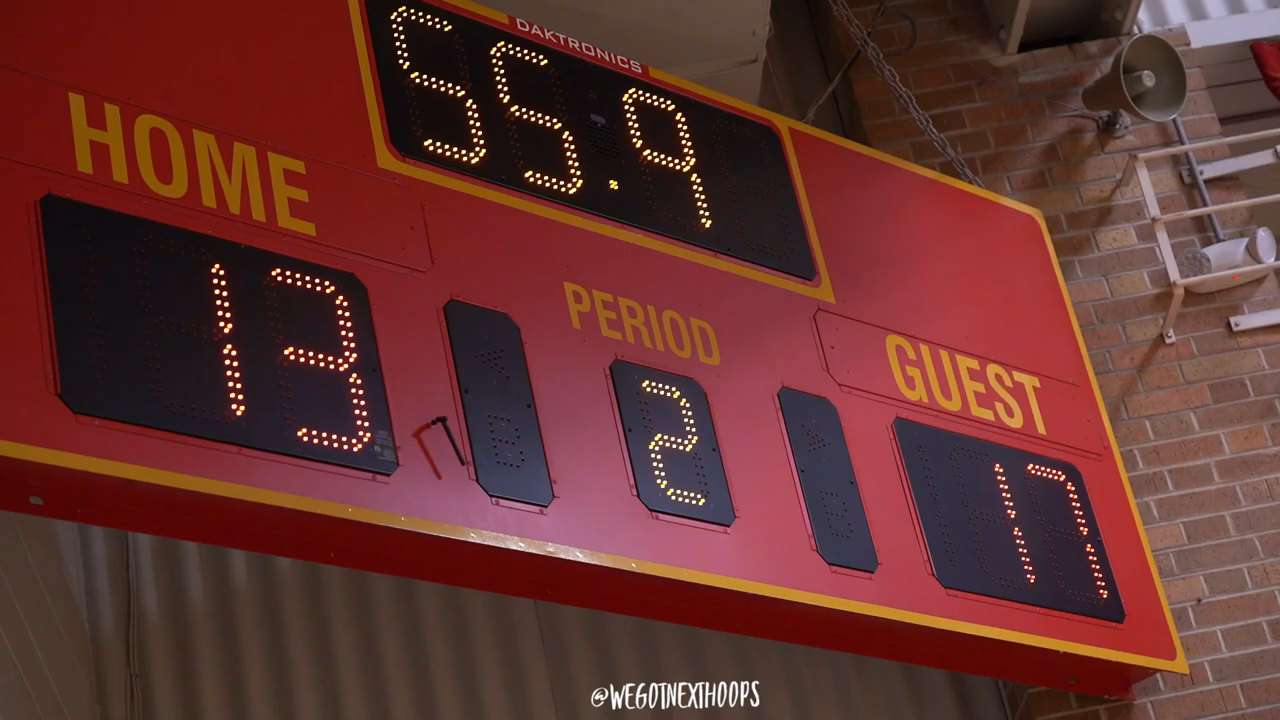 DAKTRONICS
55.9
HOME
13
PERIOD
2
GUEST
17
@WEGOTNEXTHOOPS